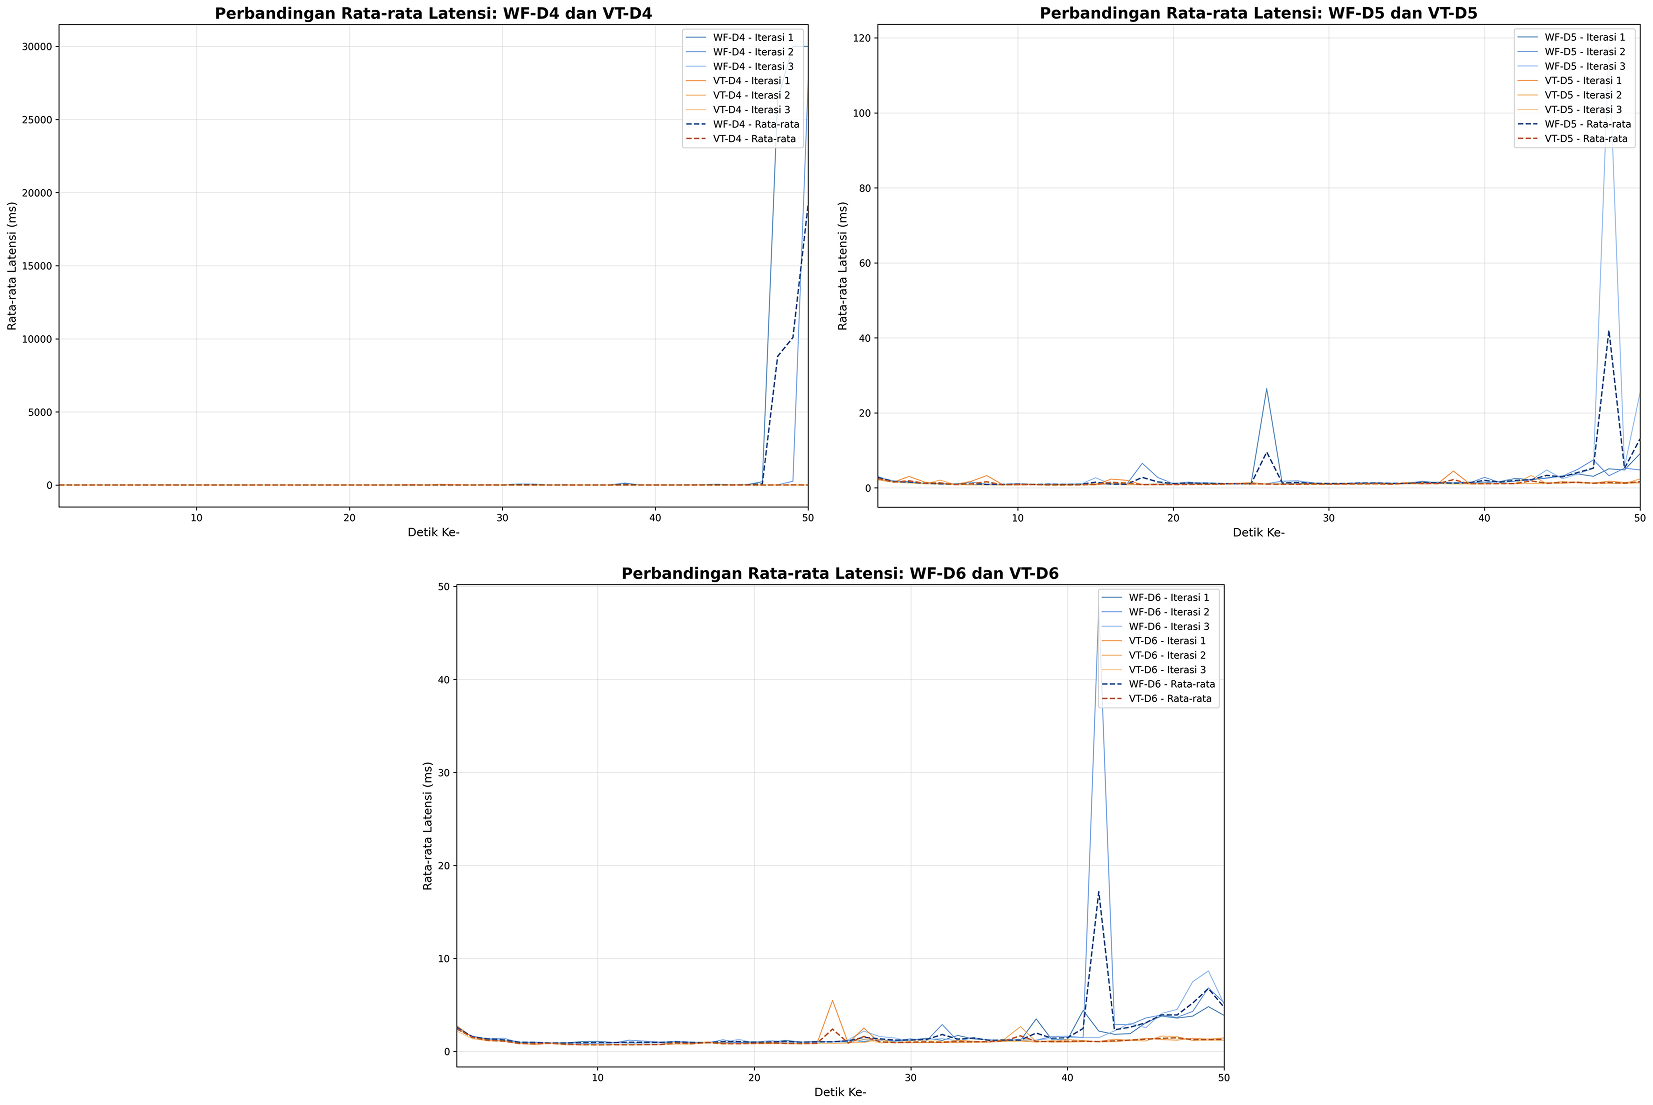 Perbandingan Rata-rata Latensi: WF-D4 dan VT-D4
Rata-rata Latensi (ms)
30000
25000
20000
15000
10000
5000
0
WF-D4 - Iterasi 1
WF-D4 - Iterasi 2
WF-D4 - Iterasi 3
VT-D4 - Iterasi 1
VT-D4 - Iterasi 2
VT-D4 - Iterasi 3
WF-D4 - Rata-rata
VT-D4 - Rata-rata
10 20 30 40 50
Detik Ke-
Perbandingan Rata-rata Latensi: WF-D5 dan VT-D5
Rata-rata Latensi (ms)
120
100
80
60
40
20
0
WF-D5 - Iterasi 1
WF-D5 - Iterasi 2
WF-D5 - Iterasi 3
VT-D5 - Iterasi 1
VT-D5 - Iterasi 2
VT-D5 - Iterasi 3
WF-D5 - Rata-rata
VT-D5 - Rata-rata
10 20 30 40 50
Detik Ke-
Perbandingan Rata-rata Latensi: WF-D6 dan VT-D6
Rata-rata Latensi (ms)
50
40
30
20
10
0
WF-D6 - Iterasi 1
WF-D6 - Iterasi 2
WF-D6 - Iterasi 3
VT-D6 - Iterasi 1
VT-D6 - Iterasi 2
VT-D6 - Iterasi 3
WF-D6 - Rata-rata
VT-D6 - Rata-rata
10 20 30 40 50
Detik Ke-